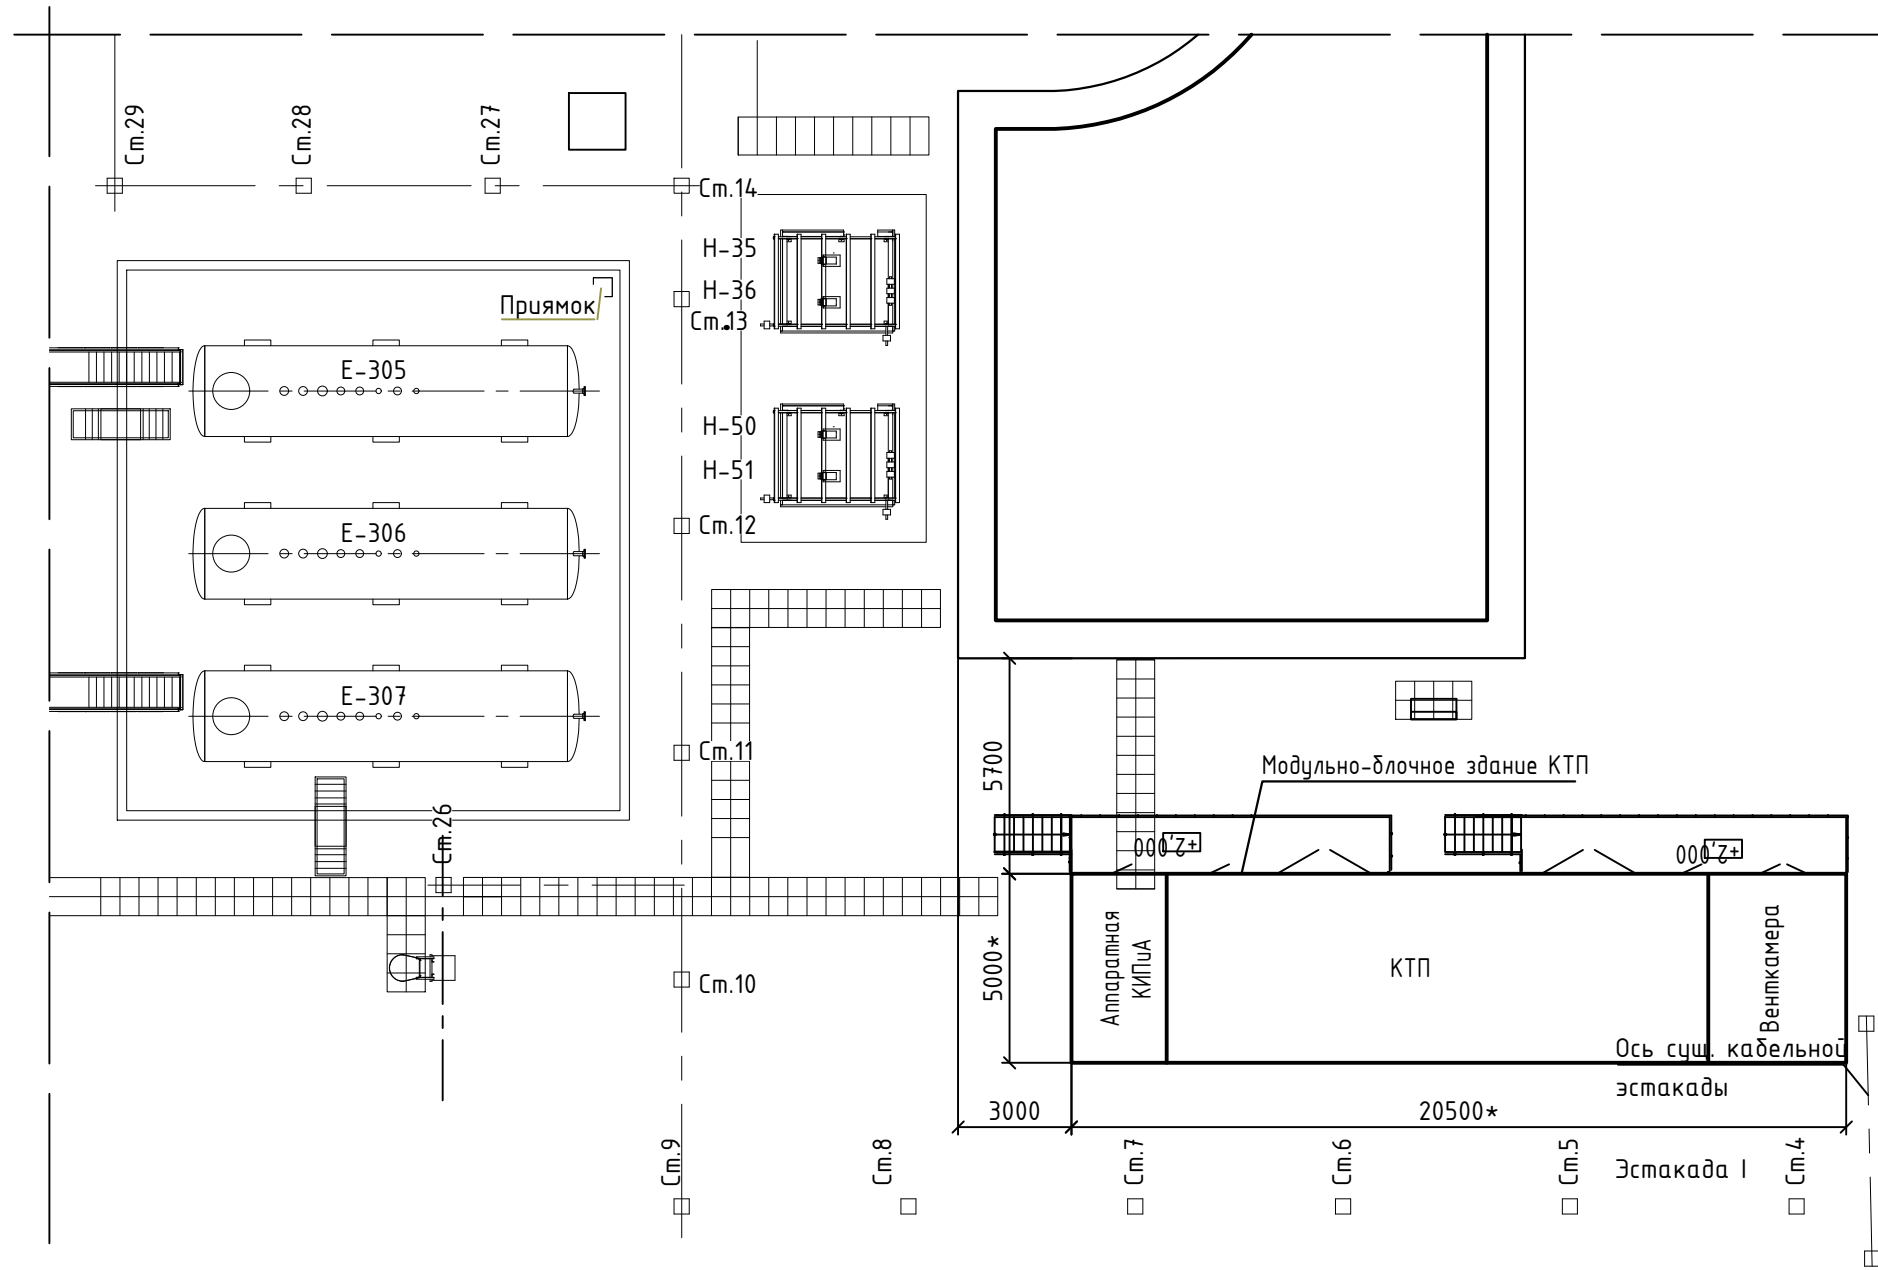 Ст.29
Ст.28
Ст.27
Ст.14
Н-35
Н-36
Ст.13
Приямок
Е-305
Н-50
Н-51
Ст.12
Е-306
Е-307
Ст.11
5700
Модульно-блочное здание КТП
Ст.26
+2,000
+2,000
5000*
Аппаратная
КИПиА
КТП
Венткамера
Ст.10
Ось сущ. кабельной
эстакады
3000
20500*
Ст.9
Ст.8
Ст.7
Ст.6
Ст.5
Эстакада I
Ст.4